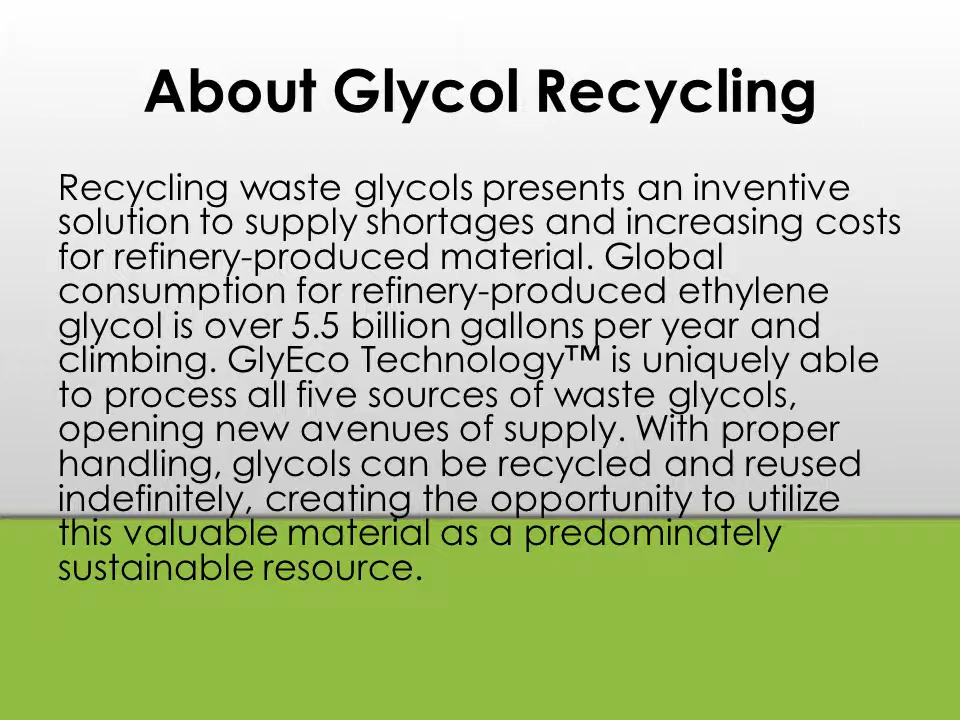 About Glycol Recycling
Recycling waste glycols presents an inventive
solution to supply shortages and increasing costs
for refinery-produced material. Global
consumption for refinery-produced ethylene
glycol is over 5.5 billion gallons per year and
climbing. GlyEco Technology™ is uniquely able
to process all five sources of waste glycols,
opening new avenues of supply. With proper
handling, glycols can be recycled and reused
indefinitely, creating the opportunity to utilize
this valuable material as a predominately
sustainable resource.